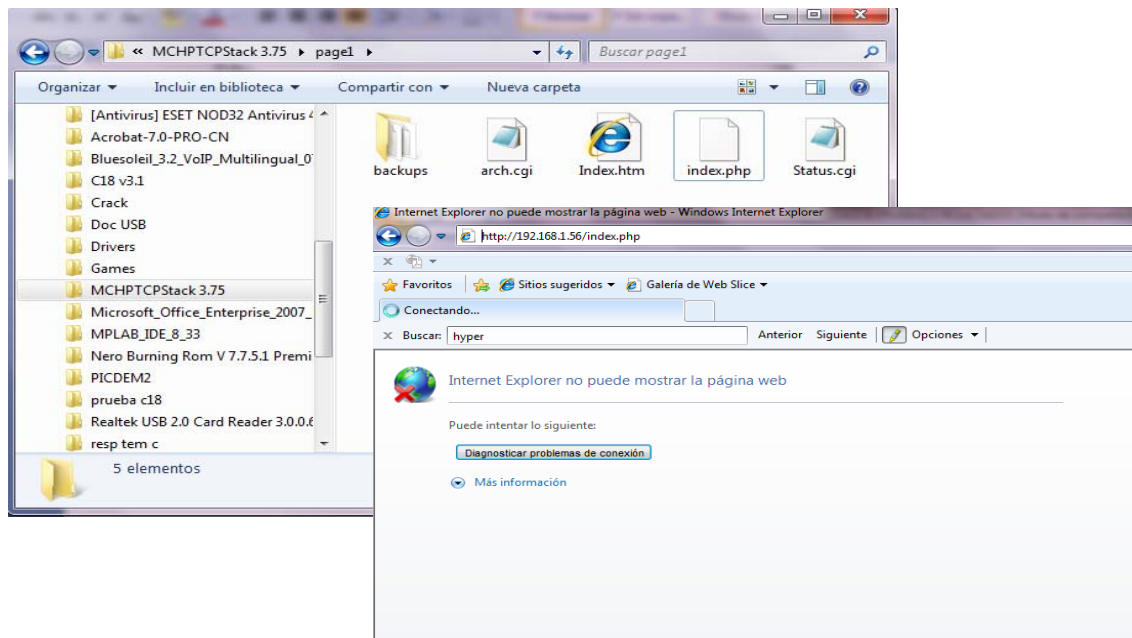 « MCHPTCPStack 3.75 ▸ page1 ▸
Buscar page1
Organizar Incluir en biblioteca Compartir con Nueva carpeta
[Antivirus] ESET NOD32 Antivirus 4
Acrobat-7.0-PRO-CN
Bluesoleil_3.2_VoIP_Multilingual_0
C18 v3.1
Crack
Doc USB
Drivers
Games
MCHPTCPStack 3.75
Microsoft_Office_Enterprise_2007_
MPLAB_IDE_8_33
Nero Burning Rom V 7.7.5.1 Premi
PICDEM2
prueba c18
Realtek USB 2.0 Card Reader 3.0.0.6
resp tem c
backups arch.cgi Index.htm index.php Status.cgi
5 elementos
Internet Explorer no puede mostrar la página web - Windows Internet Explorer
http://192.168.1.56/index.php
x
Favoritos Sitios sugeridos Galería de Web Slice
Conectando...
x Buscar: hyper Anterior Siguiente Opciones
Internet Explorer no puede mostrar la página web
Puede intentar lo siguiente:
Diagnosticar problemas de conexión
Más información